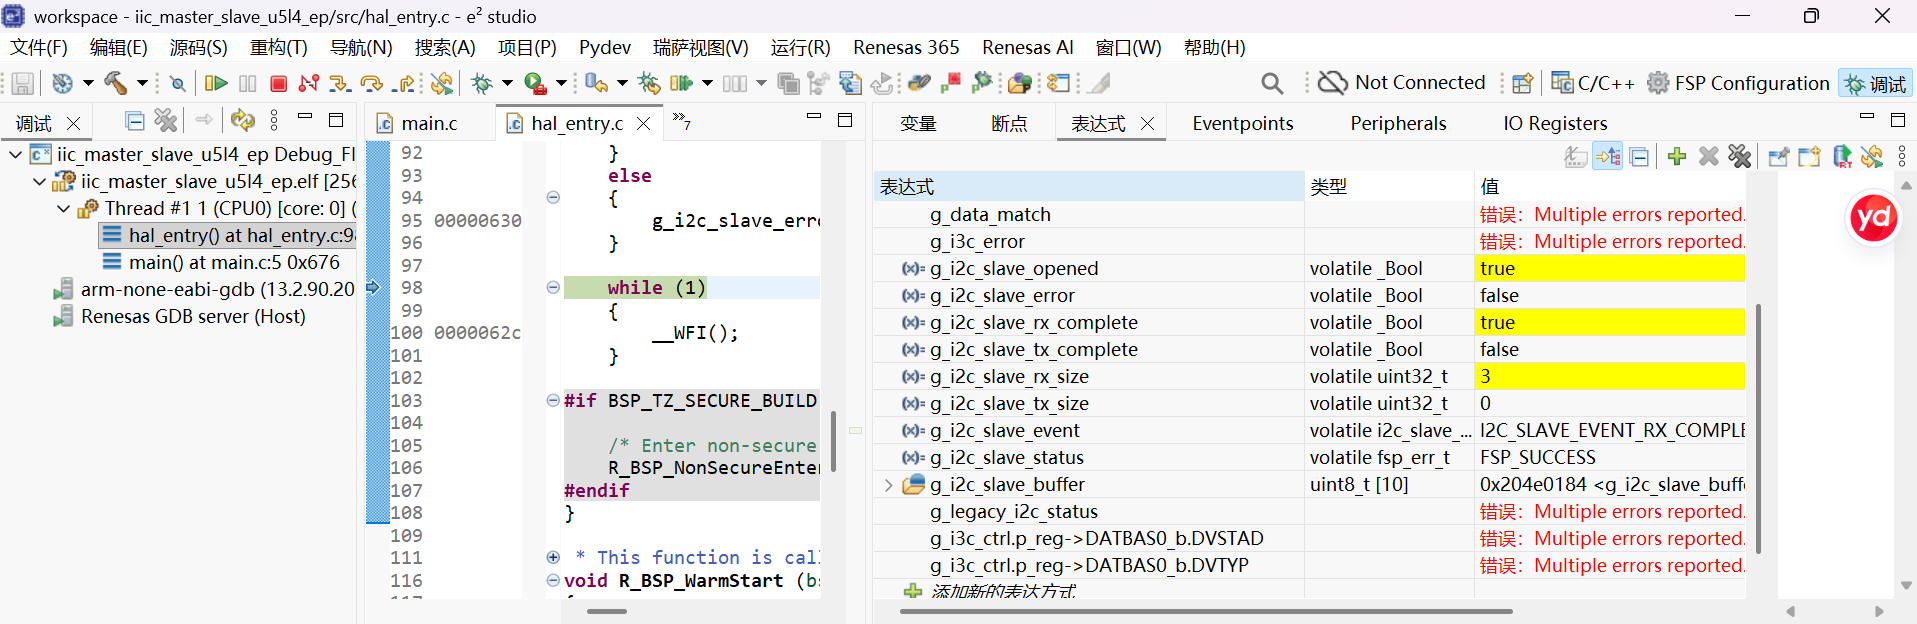 workspace - iic_master_slave_u5l4_ep/src/hal_entry.c - e² studio
文件(F) 编辑(E) 源码(S) 重构(T) 导航(N) 搜索(A) 项目(P) Pydev 瑞萨视图(V) 运行(R) Renesas 365 Renesas AI 窗口(W) 帮助(H)
Not Connected C/C++ FSP Configuration 调试
调试
iic_master_slave_u5l4_ep Debug_Fl
iic_master_slave_u5l4_ep.elf [256
Thread #1 1 (CPU0) [core: 0] (
hal_entry() at hal_entry.c:98
main() at main.c:5 0x676
arm-none-eabi-gdb (13.2.90.20
Renesas GDB server (Host)
main.c hal_entry.c »7
92 }
93 else
94 {
95 00000630 g_i2c_slave_erro
96 }
97
98 while (1)
99 {
100 0000062c __WFI();
101 }
102
103 #if BSP_TZ_SECURE_BUILD
104
105 /* Enter non-secure
106 R_BSP_NonSecureEnter
107 #endif
108 }
109
111 * This function is cal
116 void R_BSP_WarmStart (bs
变量 断点 表达式 Eventpoints Peripherals IO Registers
表达式 类型 值
g_data_match 错误: Multiple errors reported.
g_i3c_error 错误: Multiple errors reported.
(x)= g_i2c_slave_opened volatile _Bool true
(x)= g_i2c_slave_error volatile _Bool false
(x)= g_i2c_slave_rx_complete volatile _Bool true
(x)= g_i2c_slave_tx_complete volatile _Bool false
(x)= g_i2c_slave_rx_size volatile uint32_t 3
(x)= g_i2c_slave_tx_size volatile uint32_t 0
(x)= g_i2c_slave_event volatile i2c_slave_... I2C_SLAVE_EVENT_RX_COMPLE
(x)= g_i2c_slave_status volatile fsp_err_t FSP_SUCCESS
g_i2c_slave_buffer uint8_t [10] 0x204e0184 <g_i2c_slave_buff
g_legacy_i2c_status 错误: Multiple errors reported.
g_i3c_ctrl.p_reg->DATBAS0_b.DVSTAD 错误: Multiple errors reported.
g_i3c_ctrl.p_reg->DATBAS0_b.DVTYP 错误: Multiple errors reported.
添加新的表达方式
yd